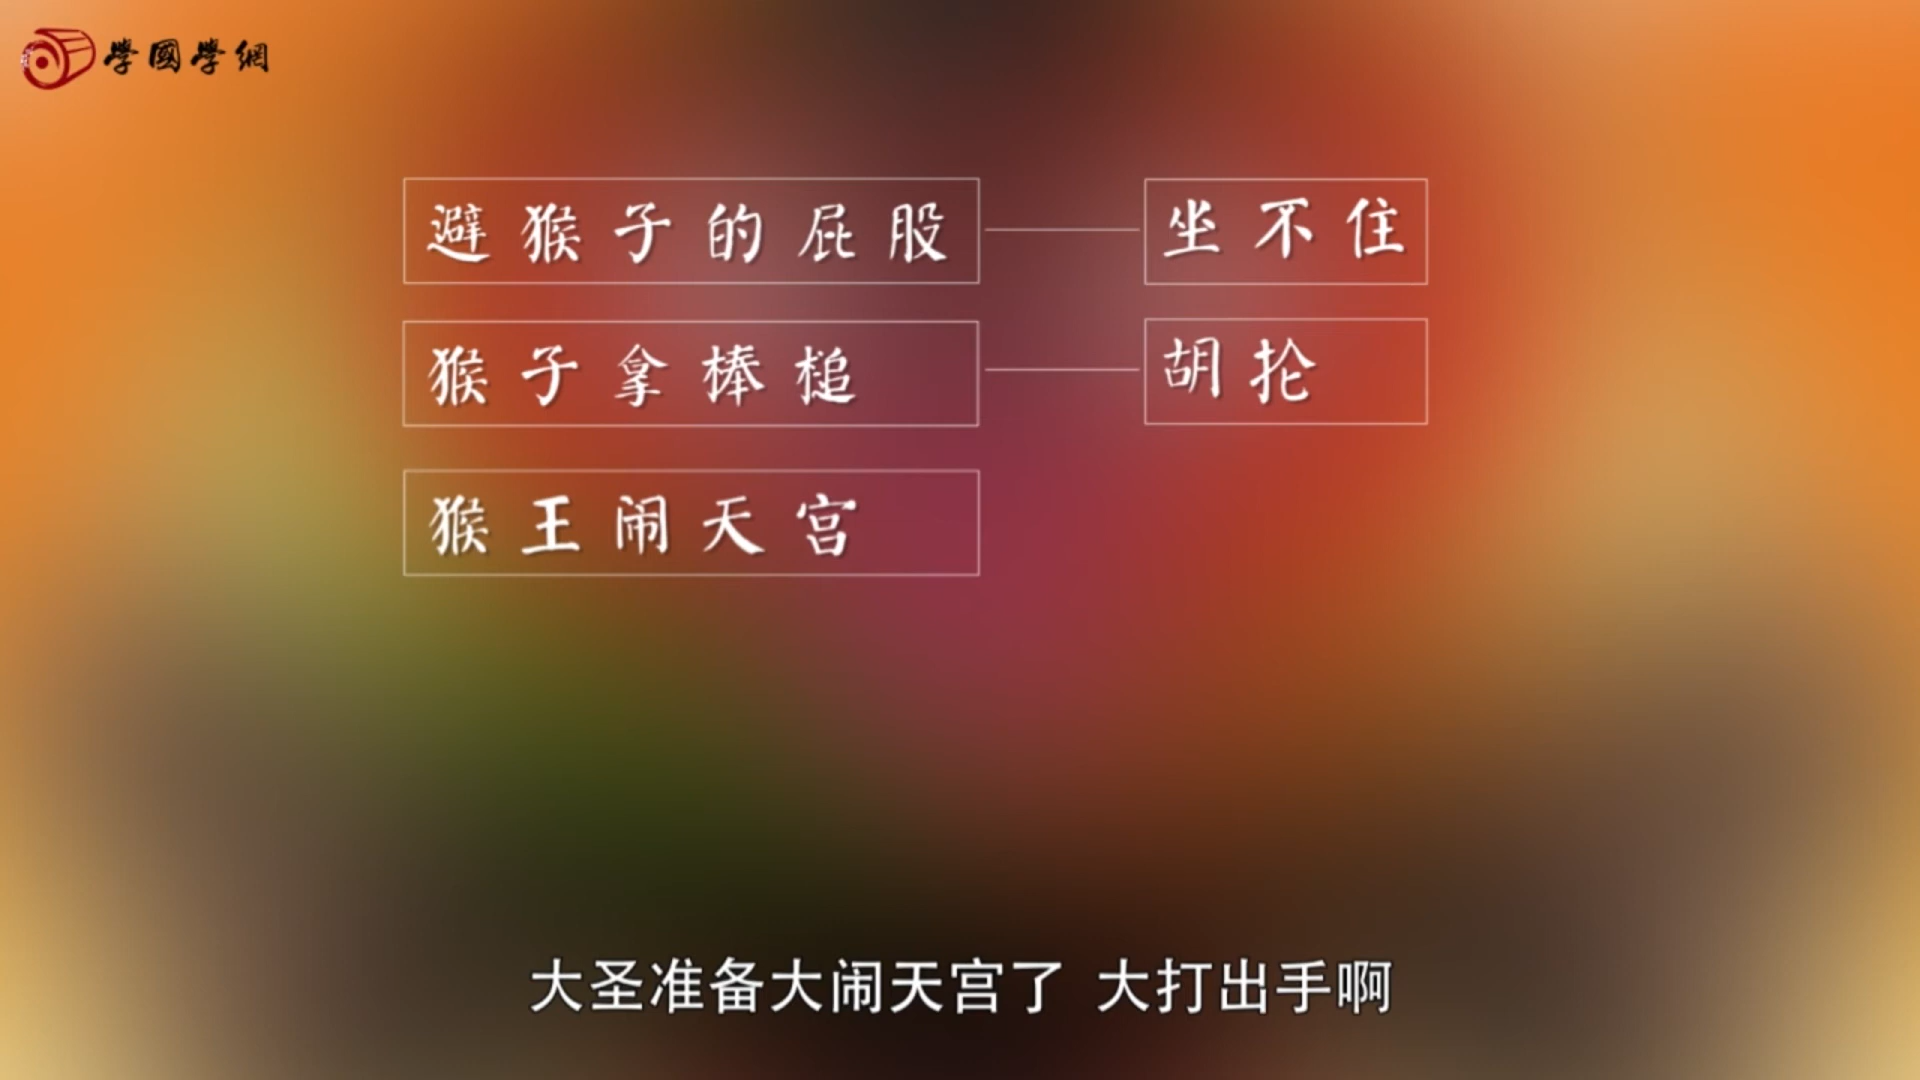 學國學網
避猴子的屁股 坐不住
猴子拿棒槌 胡抡
猴王闹天宫
大圣准备大闹天宫了 大打出手啊